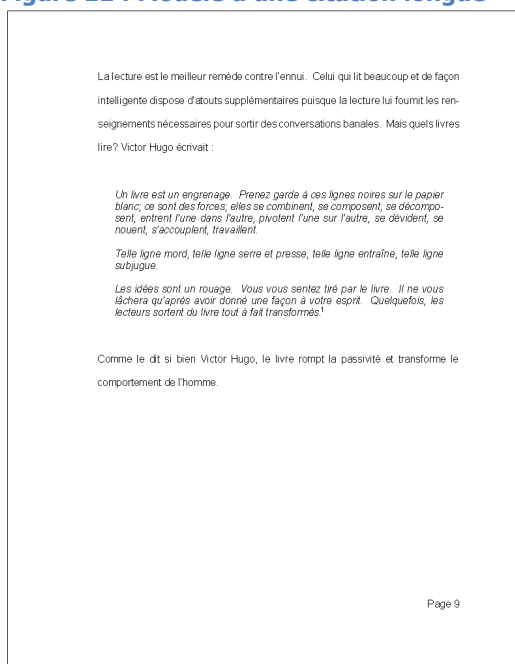 La lecture est le meilleur remède contre l'ennui.  Celui qui lit beaucoup et de façon
intelligente dispose d'atouts supplémentaires puisque la lecture lui fournit les ren-
seignements nécessaires pour sortir des conversations banales.  Mais quels livres
lire? Victor Hugo écrivait :
Un livre est un engrenage.  Prenez garde à ces lignes noires sur le papier
blanc; ce sont des forces; elles se combinent, se composent, se décompo-
sent, entrent l'une dans l'autre, pivotent l'une sur l'autre, se dévident, se
nouent, s'accouplent, travaillent.
Telle ligne mord, telle ligne serre et presse, telle ligne entraîne, telle ligne
subjugue.
Les idées sont un rouage.  Vous vous sentez tiré par le livre.  Il ne vous
lâchera qu'après avoir donné une façon à votre esprit.  Quelquefois, les
lecteurs sortent du livre tout à fait transformés.¹
Comme le dit si bien Victor Hugo, le livre rompt la passivité et transforme le
comportement de l'homme.
Page 9